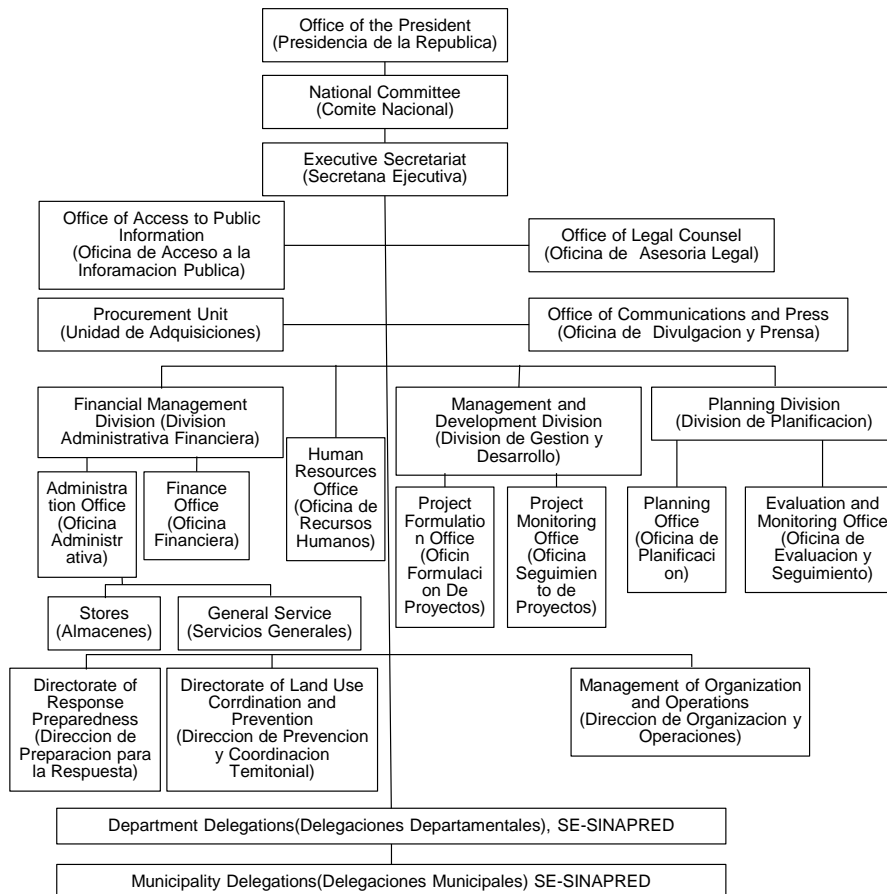 Office of the President
(Presidencia de la Republica)
National Committee
(Comite Nacional)
Executive Secretariat
(Secretana Ejecutiva)
Office of Access to Public
Information
(Oficina de Acceso a la
Inforamacion Publica)
Office of Legal Counsel
(Oficina de Asesoria Legal)
Procurement Unit
(Unidad de Adquisiciones)
Office of Communications and Press
(Oficina de Divulgacion y Prensa)
Financial Management
Division (Division
Administrativa Financiera)
Human
Resources
Office
(Oficina de
Recursos
Humanos)
Management and
Development Division
(Division de Gestion y
Desarrollo)
Planning Division
(Division de Planificacion)
Administra
tion Office
(Oficina
Administr
ativa)
Finance
Office
(Oficina
Financiera)
Project
Formulatio
n Office
(Oficin
Formulaci
on De
Proyectos)
Project
Monitoring
Office
(Oficina
Seguimie
nto de
Proyectos)
Planning
Office
(Oficina de
Planificaci
on)
Evaluation and
Monitoring Office
(Oficina de
Evaluacion y
Seguimiento)
Stores
(Almacenes)
General Service
(Servicios Generales)
Directorate of
Response
Preparedness
(Direccion de
Preparacion para
la Respuesta)
Directorate of Land Use
Corrdination and
Prevention
(Direccion de Prevencion
y Coordinacion
Temitonial)
Management of Organization
and Operations
(Direccion de Organizacion y
Operaciones)
Department Delegations(Delegaciones Departamentales), SE-SINAPRED
Municipality Delegations(Delegaciones Municipales) SE-SINAPRED